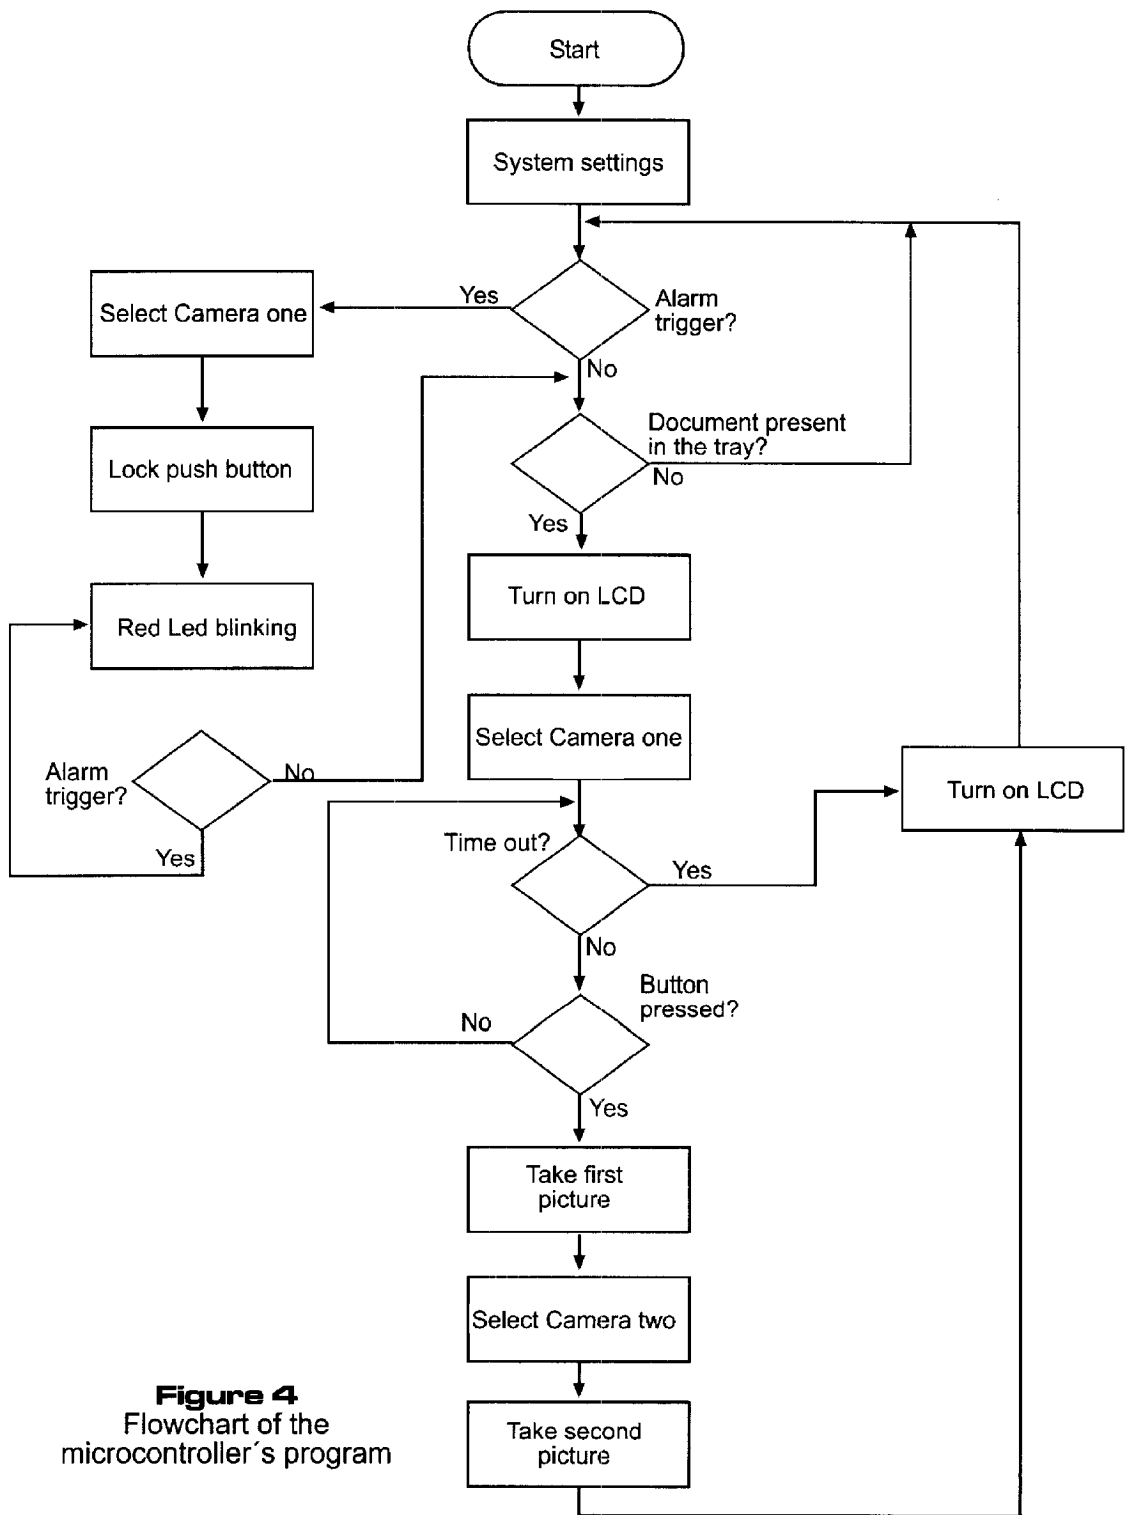 Start
System settings
Yes
Alarm
trigger?
Select Camera one
No
Document present
in the tray?
No
Lock push button
Yes
Turn on LCD
Red Led blinking
Select Camera one
Alarm
trigger?
No
Yes
Turn on LCD
Time out?
Yes
No
Button
pressed?
No
Yes
Take first
picture
Select Camera two
Take second
picture
Figure 4
Flowchart of the
microcontroller´s program